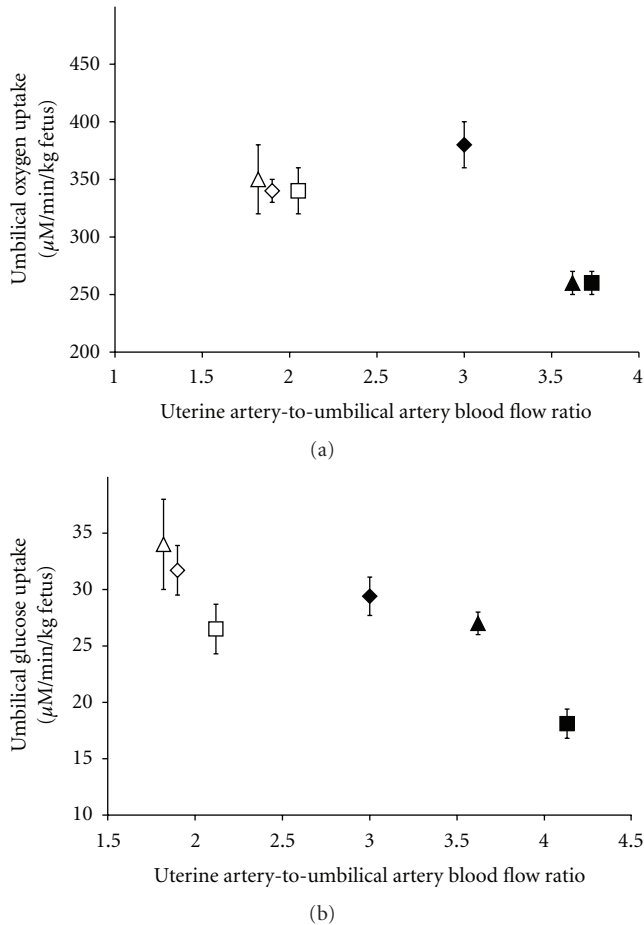 Umbilical oxygen uptake
(µM/min/kg fetus)
450
400
350
300
250
200
1 1.5 2 2.5 3 3.5 4
Uterine artery-to-umbilical artery blood flow ratio
(a)
Umbilical glucose uptake
(µM/min/kg fetus)
35
30
25
20
15
10
1.5 2 2.5 3 3.5 4 4.5
Uterine artery-to-umbilical artery blood flow ratio
(b)